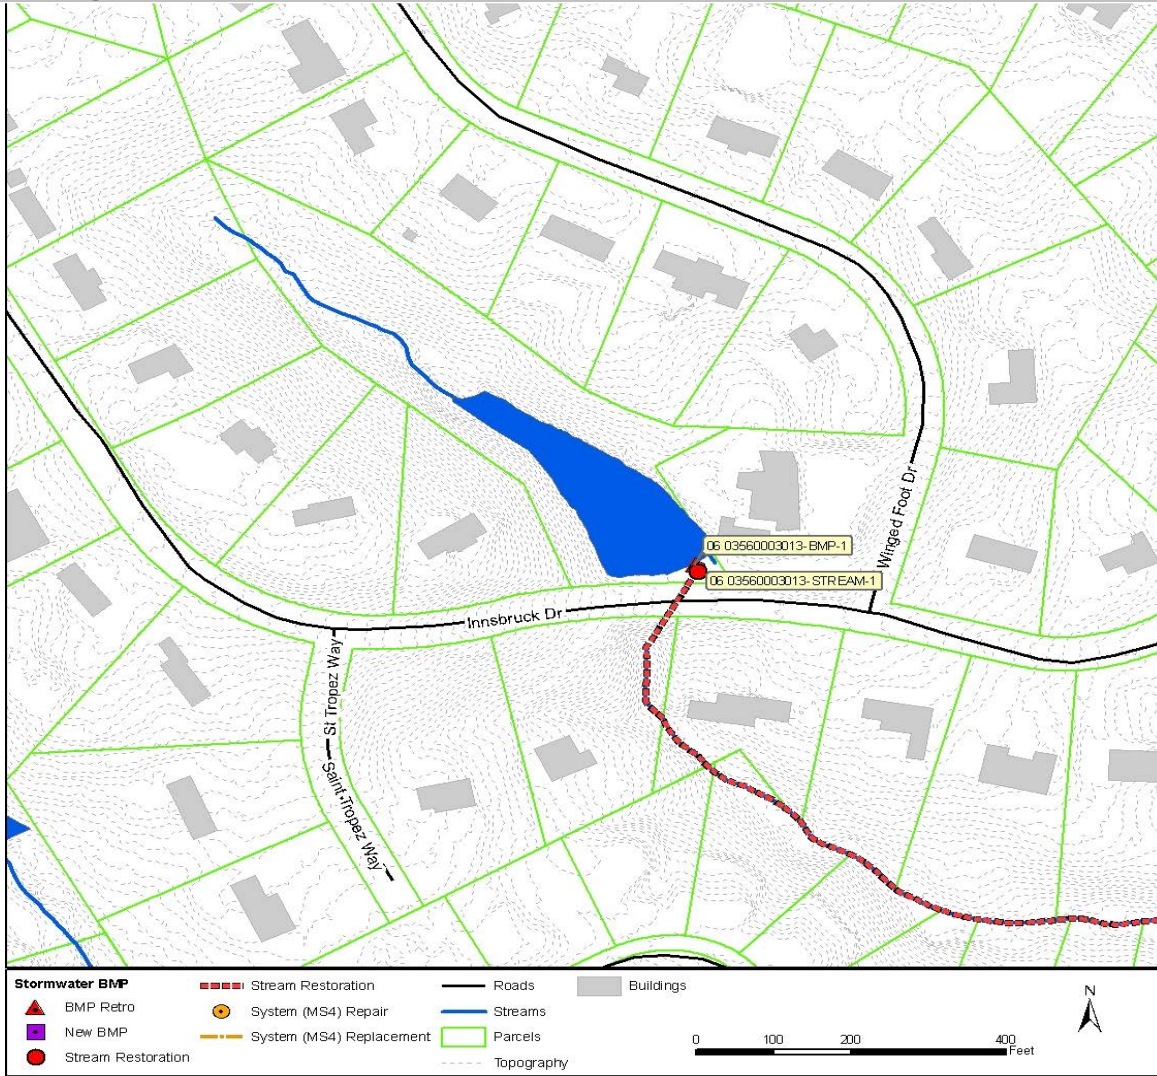 Winged Foot Dr
06 03560003013-BMP-1
06 03560003013-STREAM-1
Innsbruck Dr
St Tropez Way
Saint Tropez Way
Stormwater BMP
BMP Retro
New BMP
Stream Restoration
Stream Restoration
System (MS4) Repair
System (MS4) Replacement
Roads
Streams
Parcels
Topography
Buildings
N
0 100 200 400
Feet